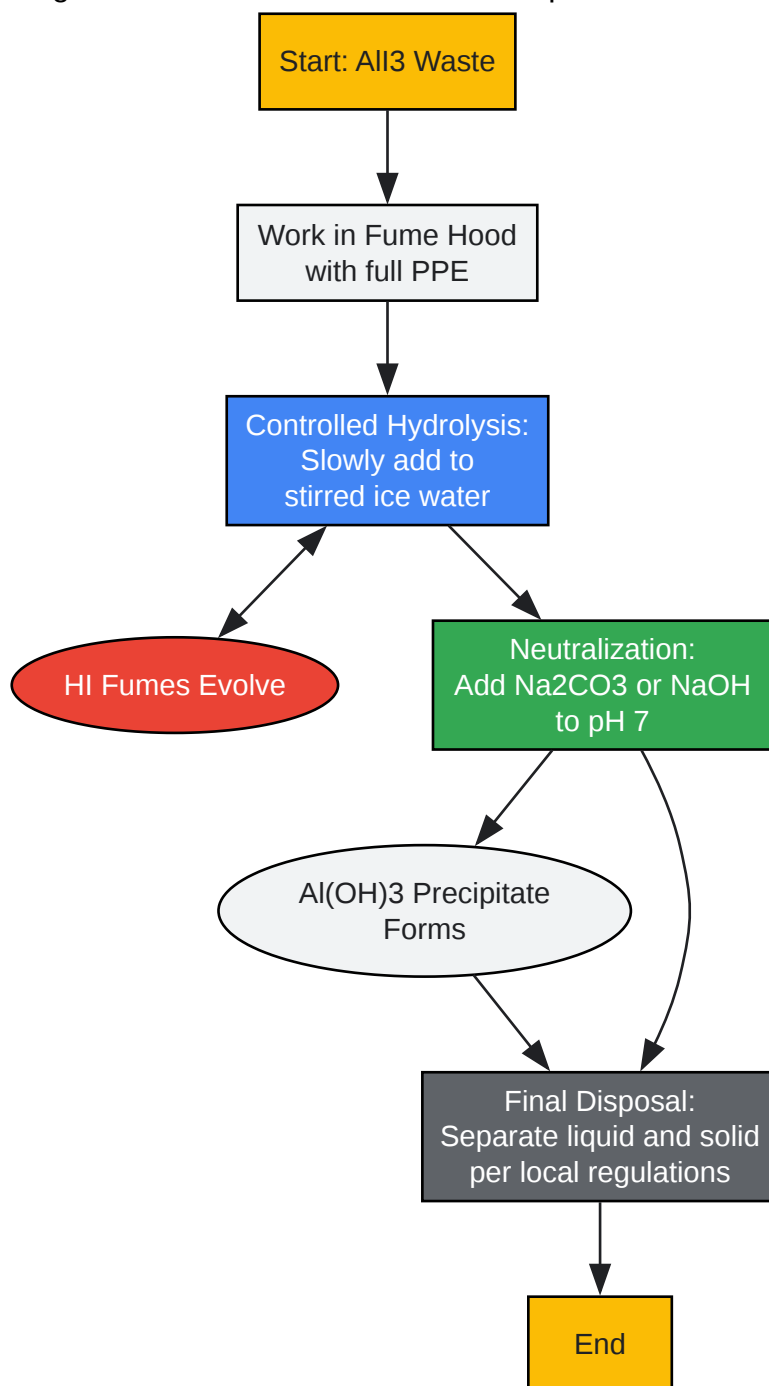 Start: AlI3 Waste
Work in Fume Hood
with full PPE
Controlled Hydrolysis:
Slowly add to
stirred ice water
HI Fumes Evolve
Neutralization:
Add Na2CO3 or NaOH
to pH 7
Al(OH)3 Precipitate
Forms
Final Disposal:
Separate liquid and solid
per local regulations
End